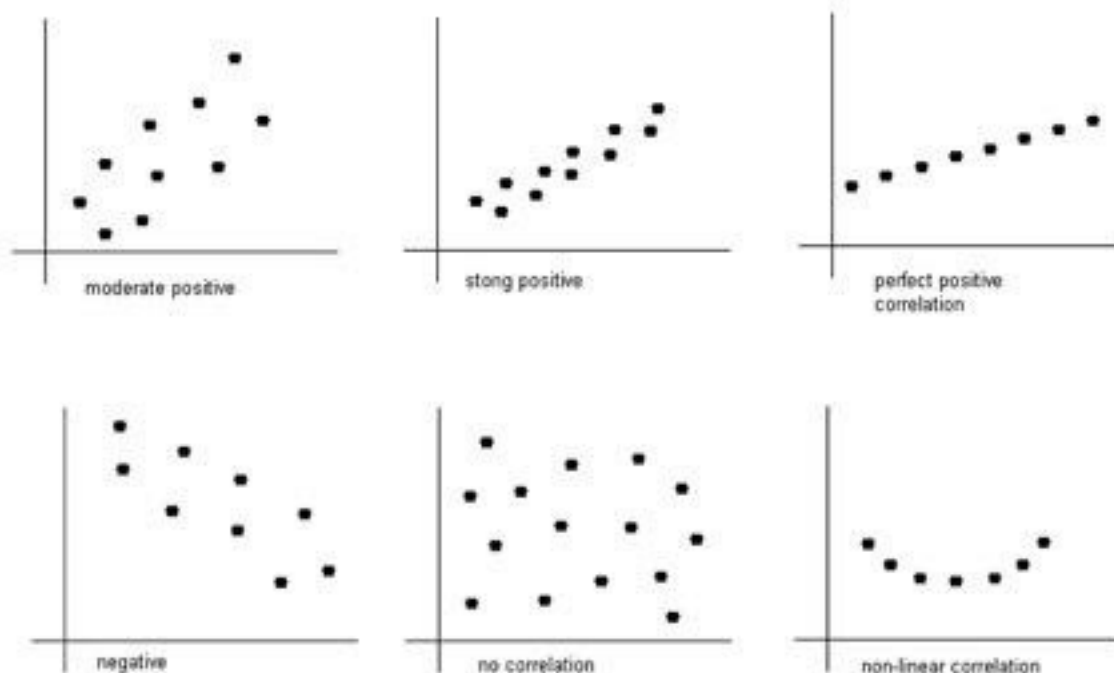 moderate positive
stong positive
perfect positive
correlation
negative
no correlation
non-linear correlation